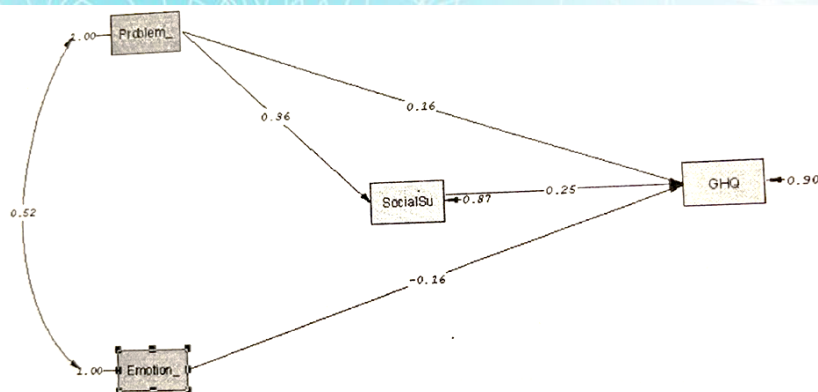 1.00
Problem_
0.16
0.36
0.52
SocialSu
0.87
0.25
GHQ
0.90
-0.16
1.00
Emotion_